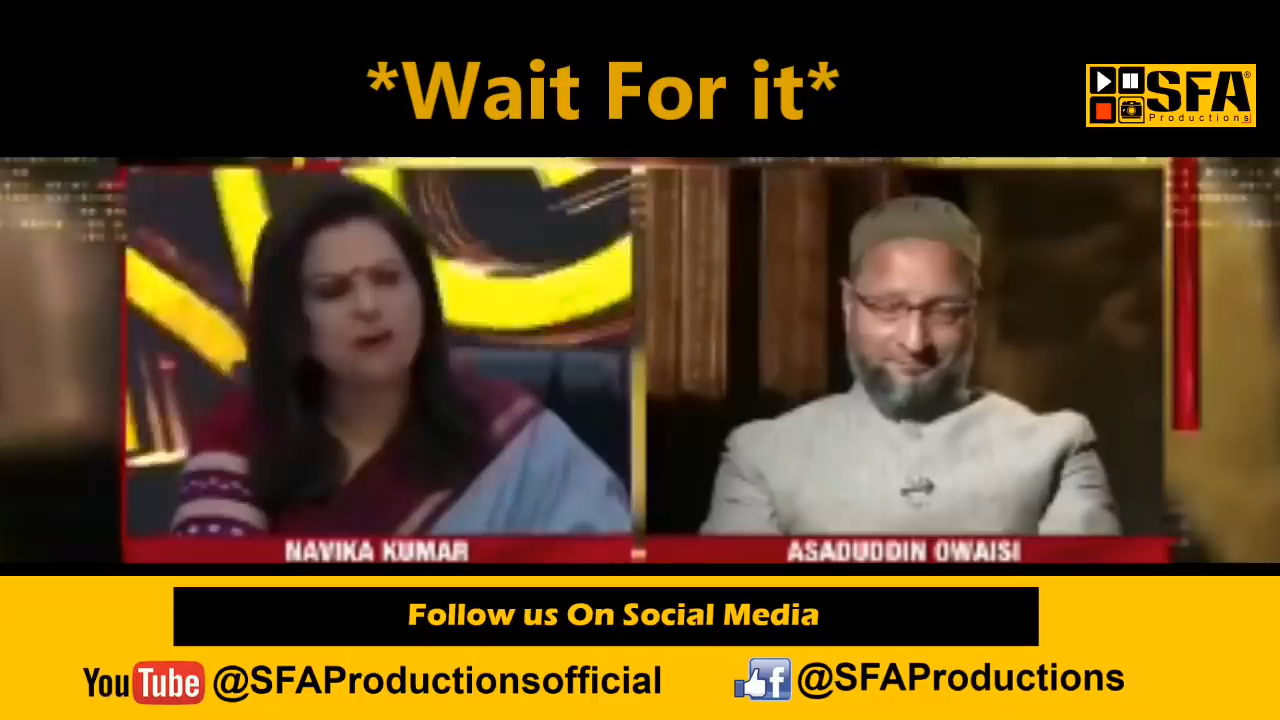 *Wait For it*
SFA®
Productions
NAVIKA KUMAR
ASADUDDIN OWAISI
Follow us On Social Media
YouTube @SFAProductionsofficial
f @SFAProductions